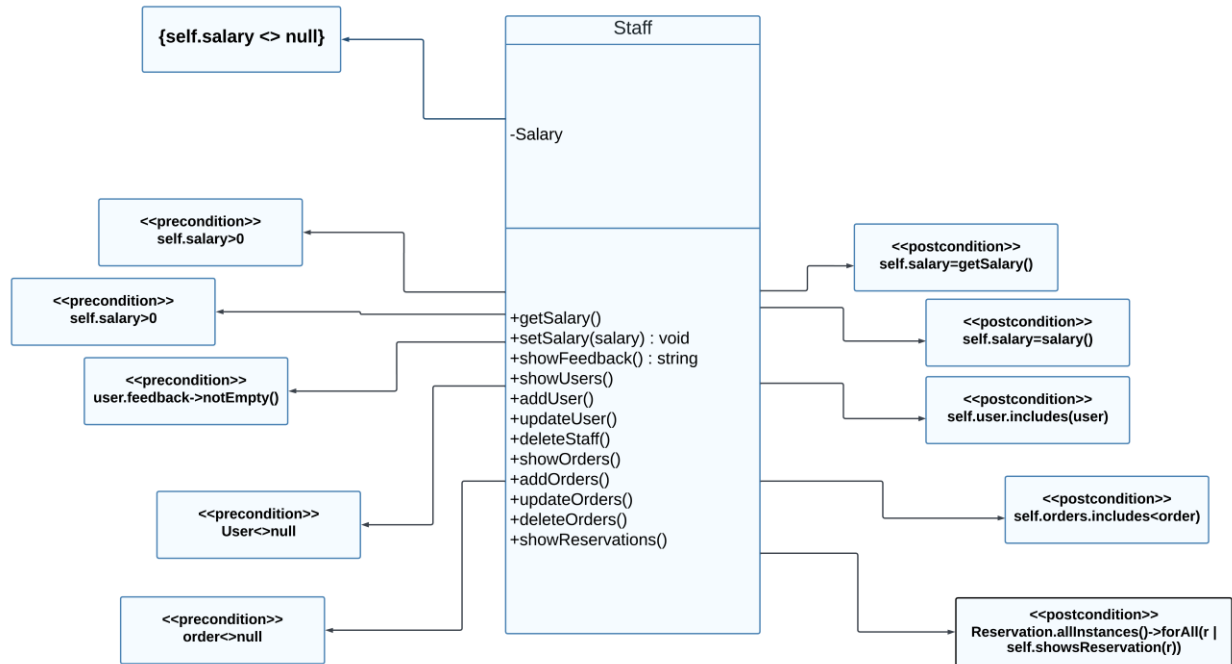 {self.salary <> null}
Staff
-Salary
<<precondition>>
self.salary>0
<<precondition>>
self.salary>0
<<precondition>>
user.feedback->notEmpty()
<<precondition>>
User<>null
<<precondition>>
order<>null
+getSalary()
+setSalary(salary) : void
+showFeedback() : string
+showUsers()
+addUser()
+updateUser()
+deleteStaff()
+showOrders()
+addOrders()
+updateOrders()
+deleteOrders()
+showReservations()
<<postcondition>>
self.salary=getSalary()
<<postcondition>>
self.salary=salary()
<<postcondition>>
self.user.includes(user)
<<postcondition>>
self.orders.includes<order)
<<postcondition>>
Reservation.allInstances()->forAll(r |
self.showsReservation(r))